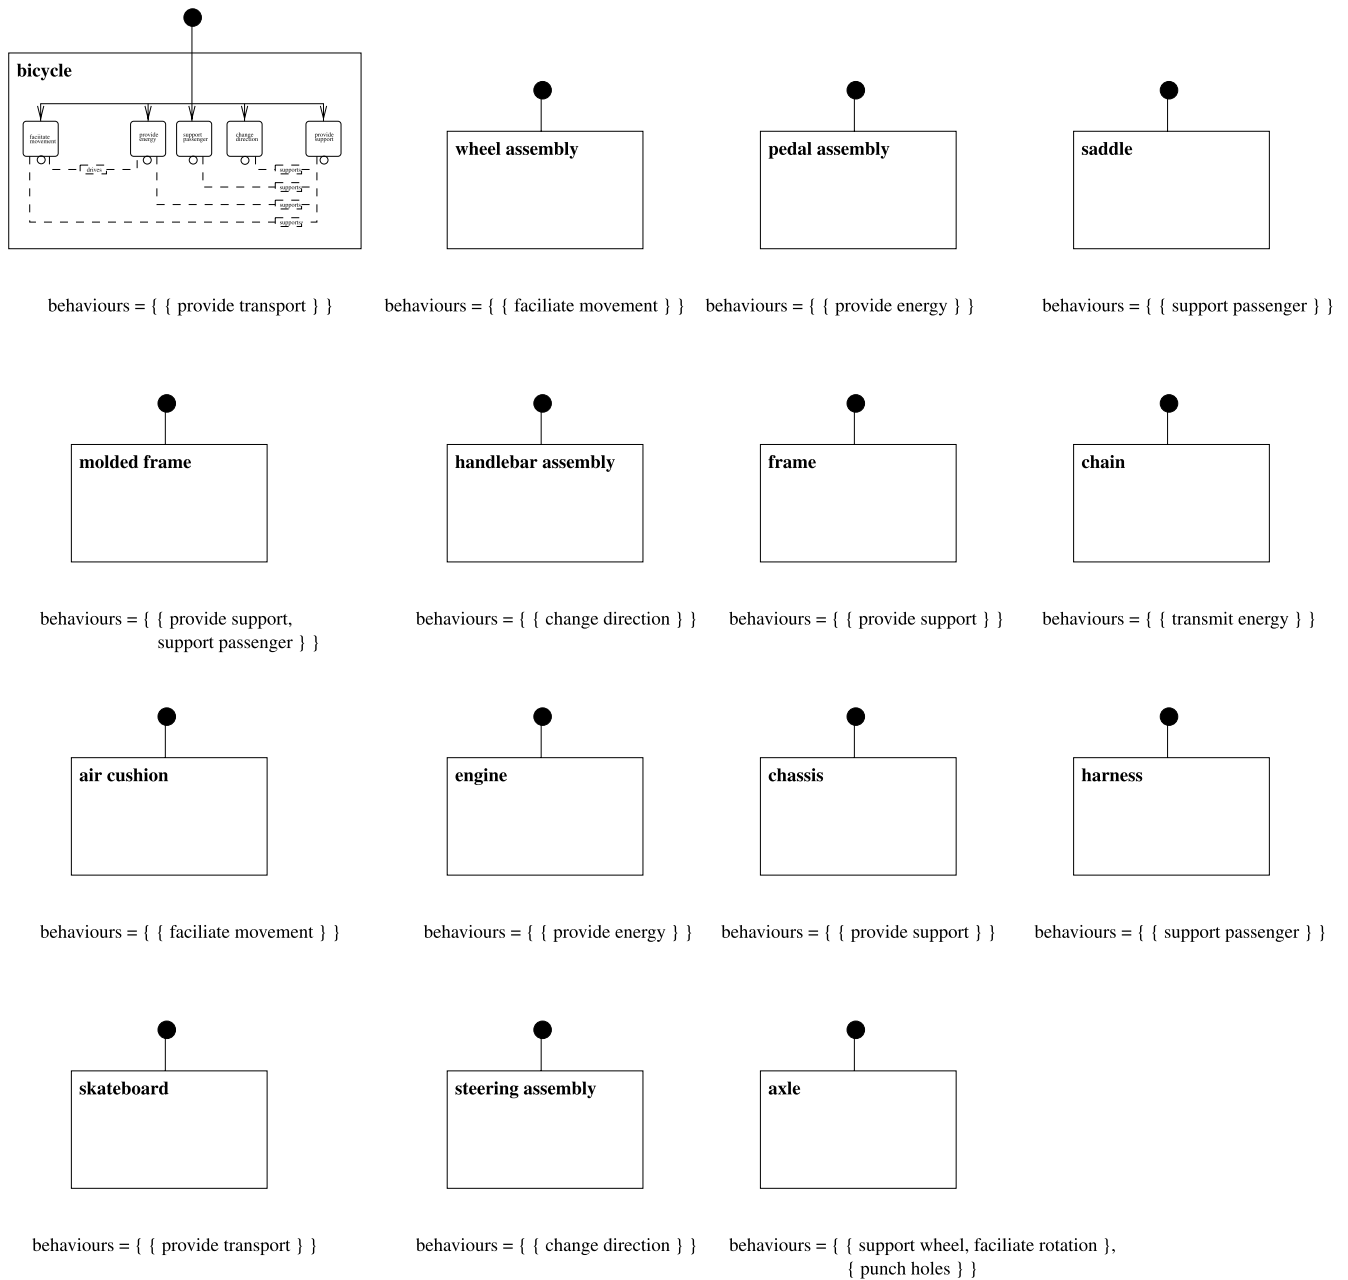 bicycle
faciitate
movement
provide
energy
support
passenger
change
direction
provide
support
drives
supports
supports
supports
supports
behaviours = { { provide transport } }
wheel assembly
behaviours = { { faciliate movement } }
pedal assembly
behaviours = { { provide energy } }
saddle
behaviours = { { support passenger } }
molded frame
behaviours = { { provide support,
support passenger } }
handlebar assembly
behaviours = { { change direction } }
frame
behaviours = { { provide support } }
chain
behaviours = { { transmit energy } }
air cushion
behaviours = { { faciliate movement } }
engine
behaviours = { { provide energy } }
chassis
behaviours = { { provide support } }
harness
behaviours = { { support passenger } }
skateboard
behaviours = { { provide transport } }
steering assembly
behaviours = { { change direction } }
axle
behaviours = { { support wheel, faciliate rotation },
{ punch holes } }